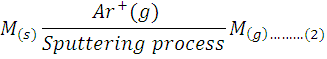 M(s) Ar⁺(g) / Sputtering process M(g).........(2)